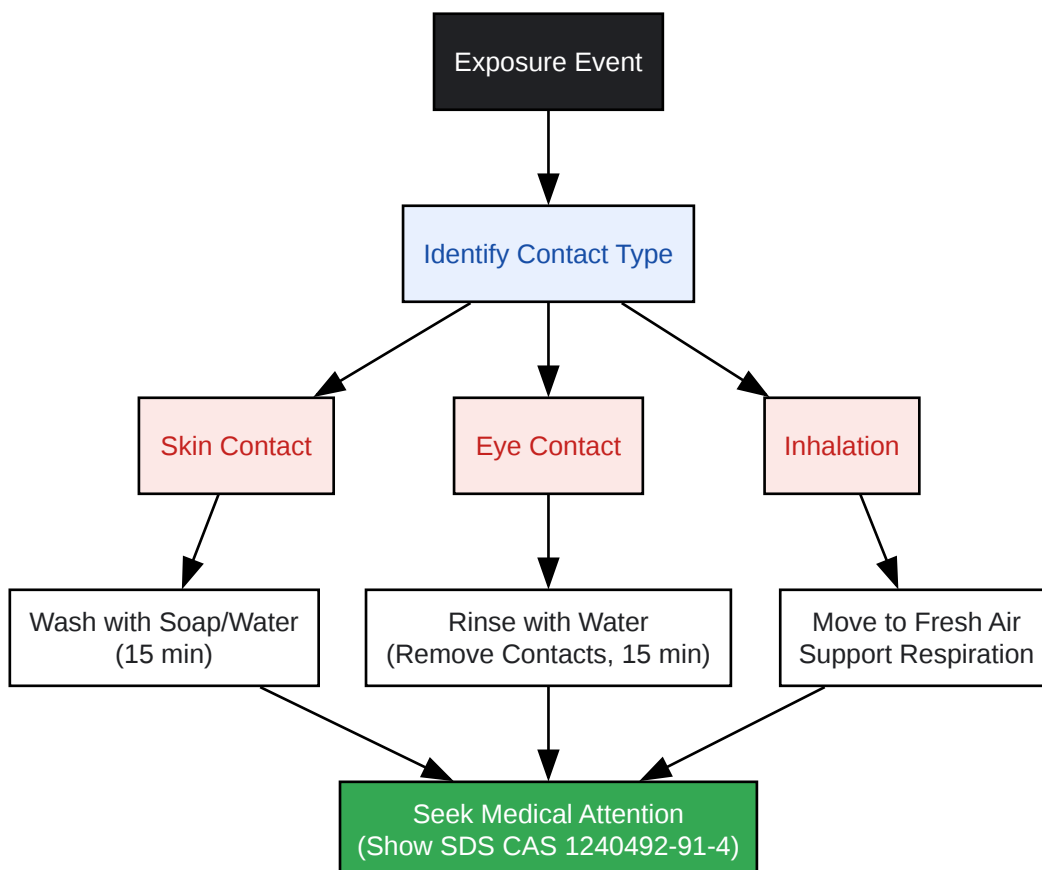 Exposure Event
Identify Contact Type
Skin Contact
Eye Contact
Inhalation
Wash with Soap/Water
(15 min)
Rinse with Water
(Remove Contacts, 15 min)
Move to Fresh Air
Support Respiration
Seek Medical Attention
(Show SDS CAS 1240492-91-4)